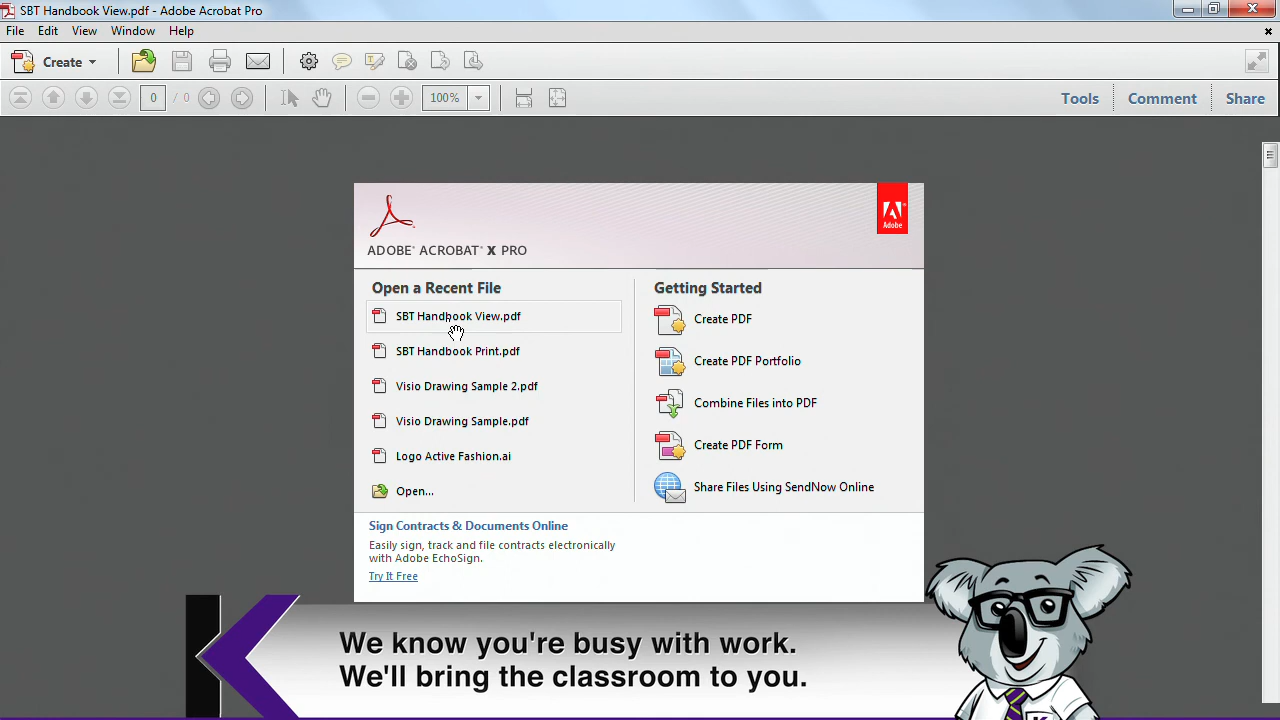 SBT Handbook View.pdf - Adobe Acrobat Pro
File Edit View Window Help
Create
0 / 0 100% Tools Comment Share
Adobe
ADOBE® ACROBAT® X PRO
Open a Recent File
SBT Handbook View.pdf
SBT Handbook Print.pdf
Visio Drawing Sample 2.pdf
Visio Drawing Sample.pdf
Logo Active Fashion.ai
Open...
Getting Started
Create PDF
Create PDF Portfolio
Combine Files into PDF
Create PDF Form
Share Files Using SendNow Online
Sign Contracts & Documents Online
Easily sign, track and file contracts electronically
with Adobe EchoSign.
Try It Free
We know you're busy with work.
We'll bring the classroom to you.
K